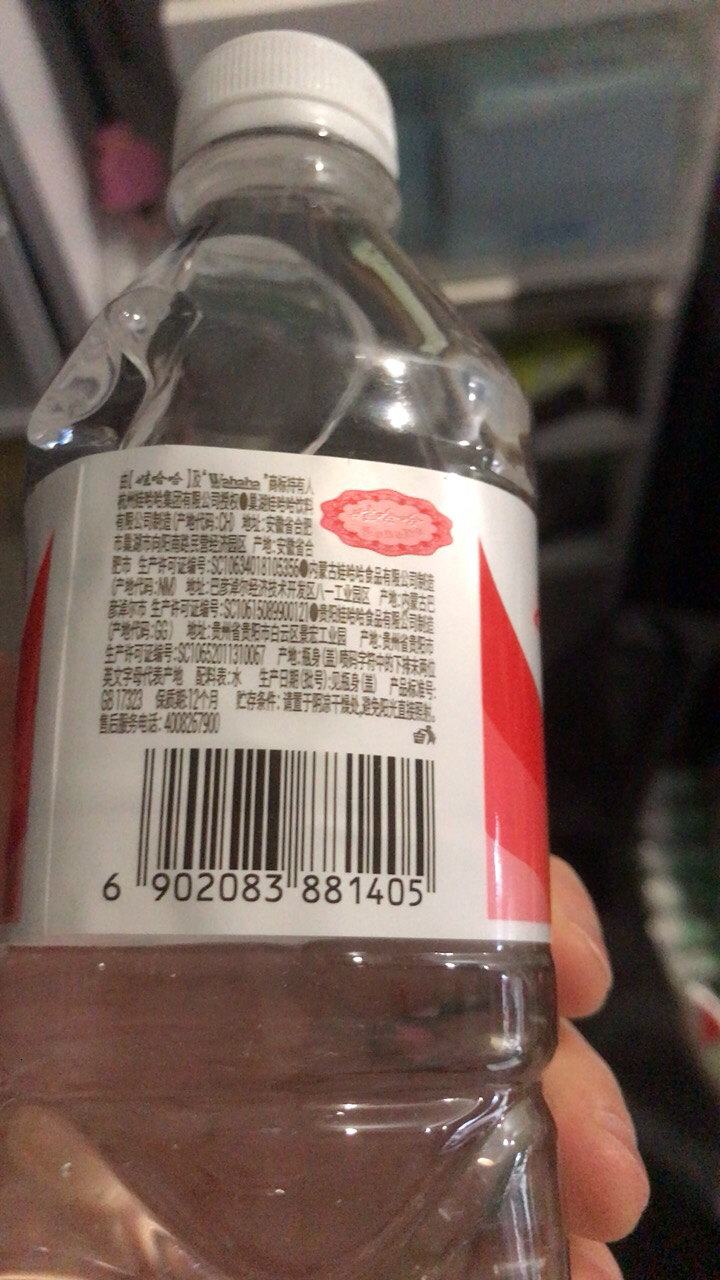 由【娃哈哈】及“Wahaha”商标持有人
杭州娃哈哈集团有限公司授权●巢湖娃哈哈饮料
有限公司制造(产地代码:CH) 地址:安徽省合肥
市巢湖市向阳南路民营经济园区 产地:安徽省合
肥市 生产许可证编号:SC10634018105356●内蒙古娃哈哈食品有限公司制造
(产地代码:NM) 地址:巴彦淖尔经济技术开发区八一工业园区 产地:内蒙古巴
彦淖尔市 生产许可证编号:SC10615089900121●贵阳娃哈哈食品有限公司制造
(产地代码:GG) 地址:贵州省贵阳市白云区景宏工业园 产地:贵州省贵阳市
生产许可证编号:SC10652011310067 产地:瓶身(盖)喷码字符中的下排末两位
英文字母代表产地 配料表:水 生产日期(批号):见瓶身(盖) 产品标准号:
GB 17323 保质期:12个月 贮存条件:请置于阴凉干燥处,避免阳光直接照射。
售后服务电话:4008267900
娃哈哈
6 902083 881405